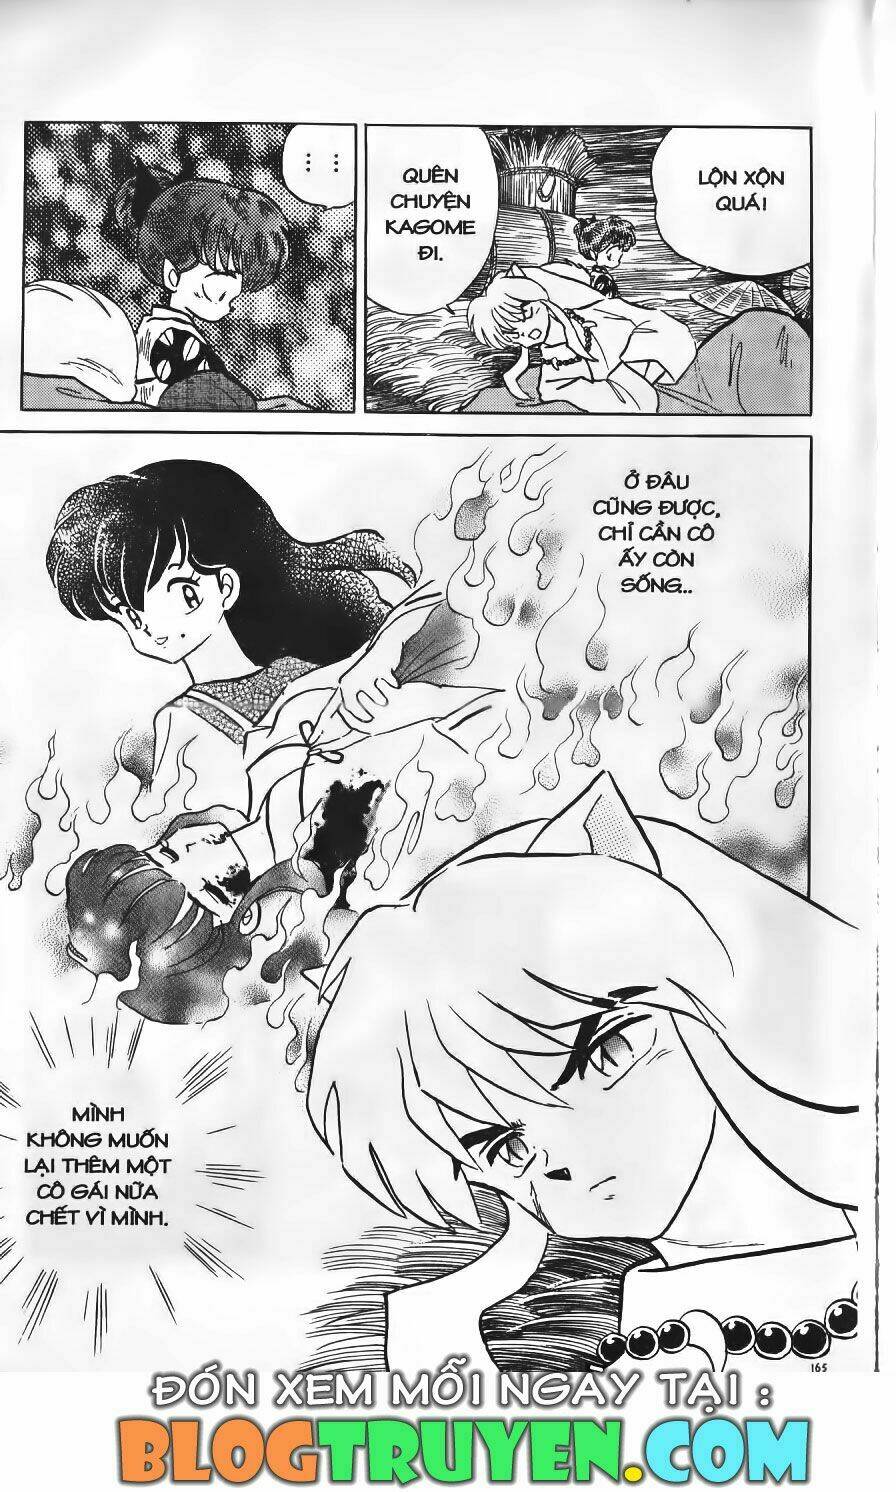 LỘN XỘN
QUÁ!
QUÊN
CHUYỆN
KAGOME
ĐI.
... ...
Ở ĐÂU
CŨNG ĐƯỢC,
CHỈ CẦN CÔ
ẤY CÒN
SỐNG...
MÌNH
KHÔNG MUỐN
LẠI THÊM MỘT
CÔ GÁI NỮA
CHẾT VÌ MÌNH.
165
ĐÓN XEM MỖI NGÀY TẠI :
BLOGTRUYEN.COM